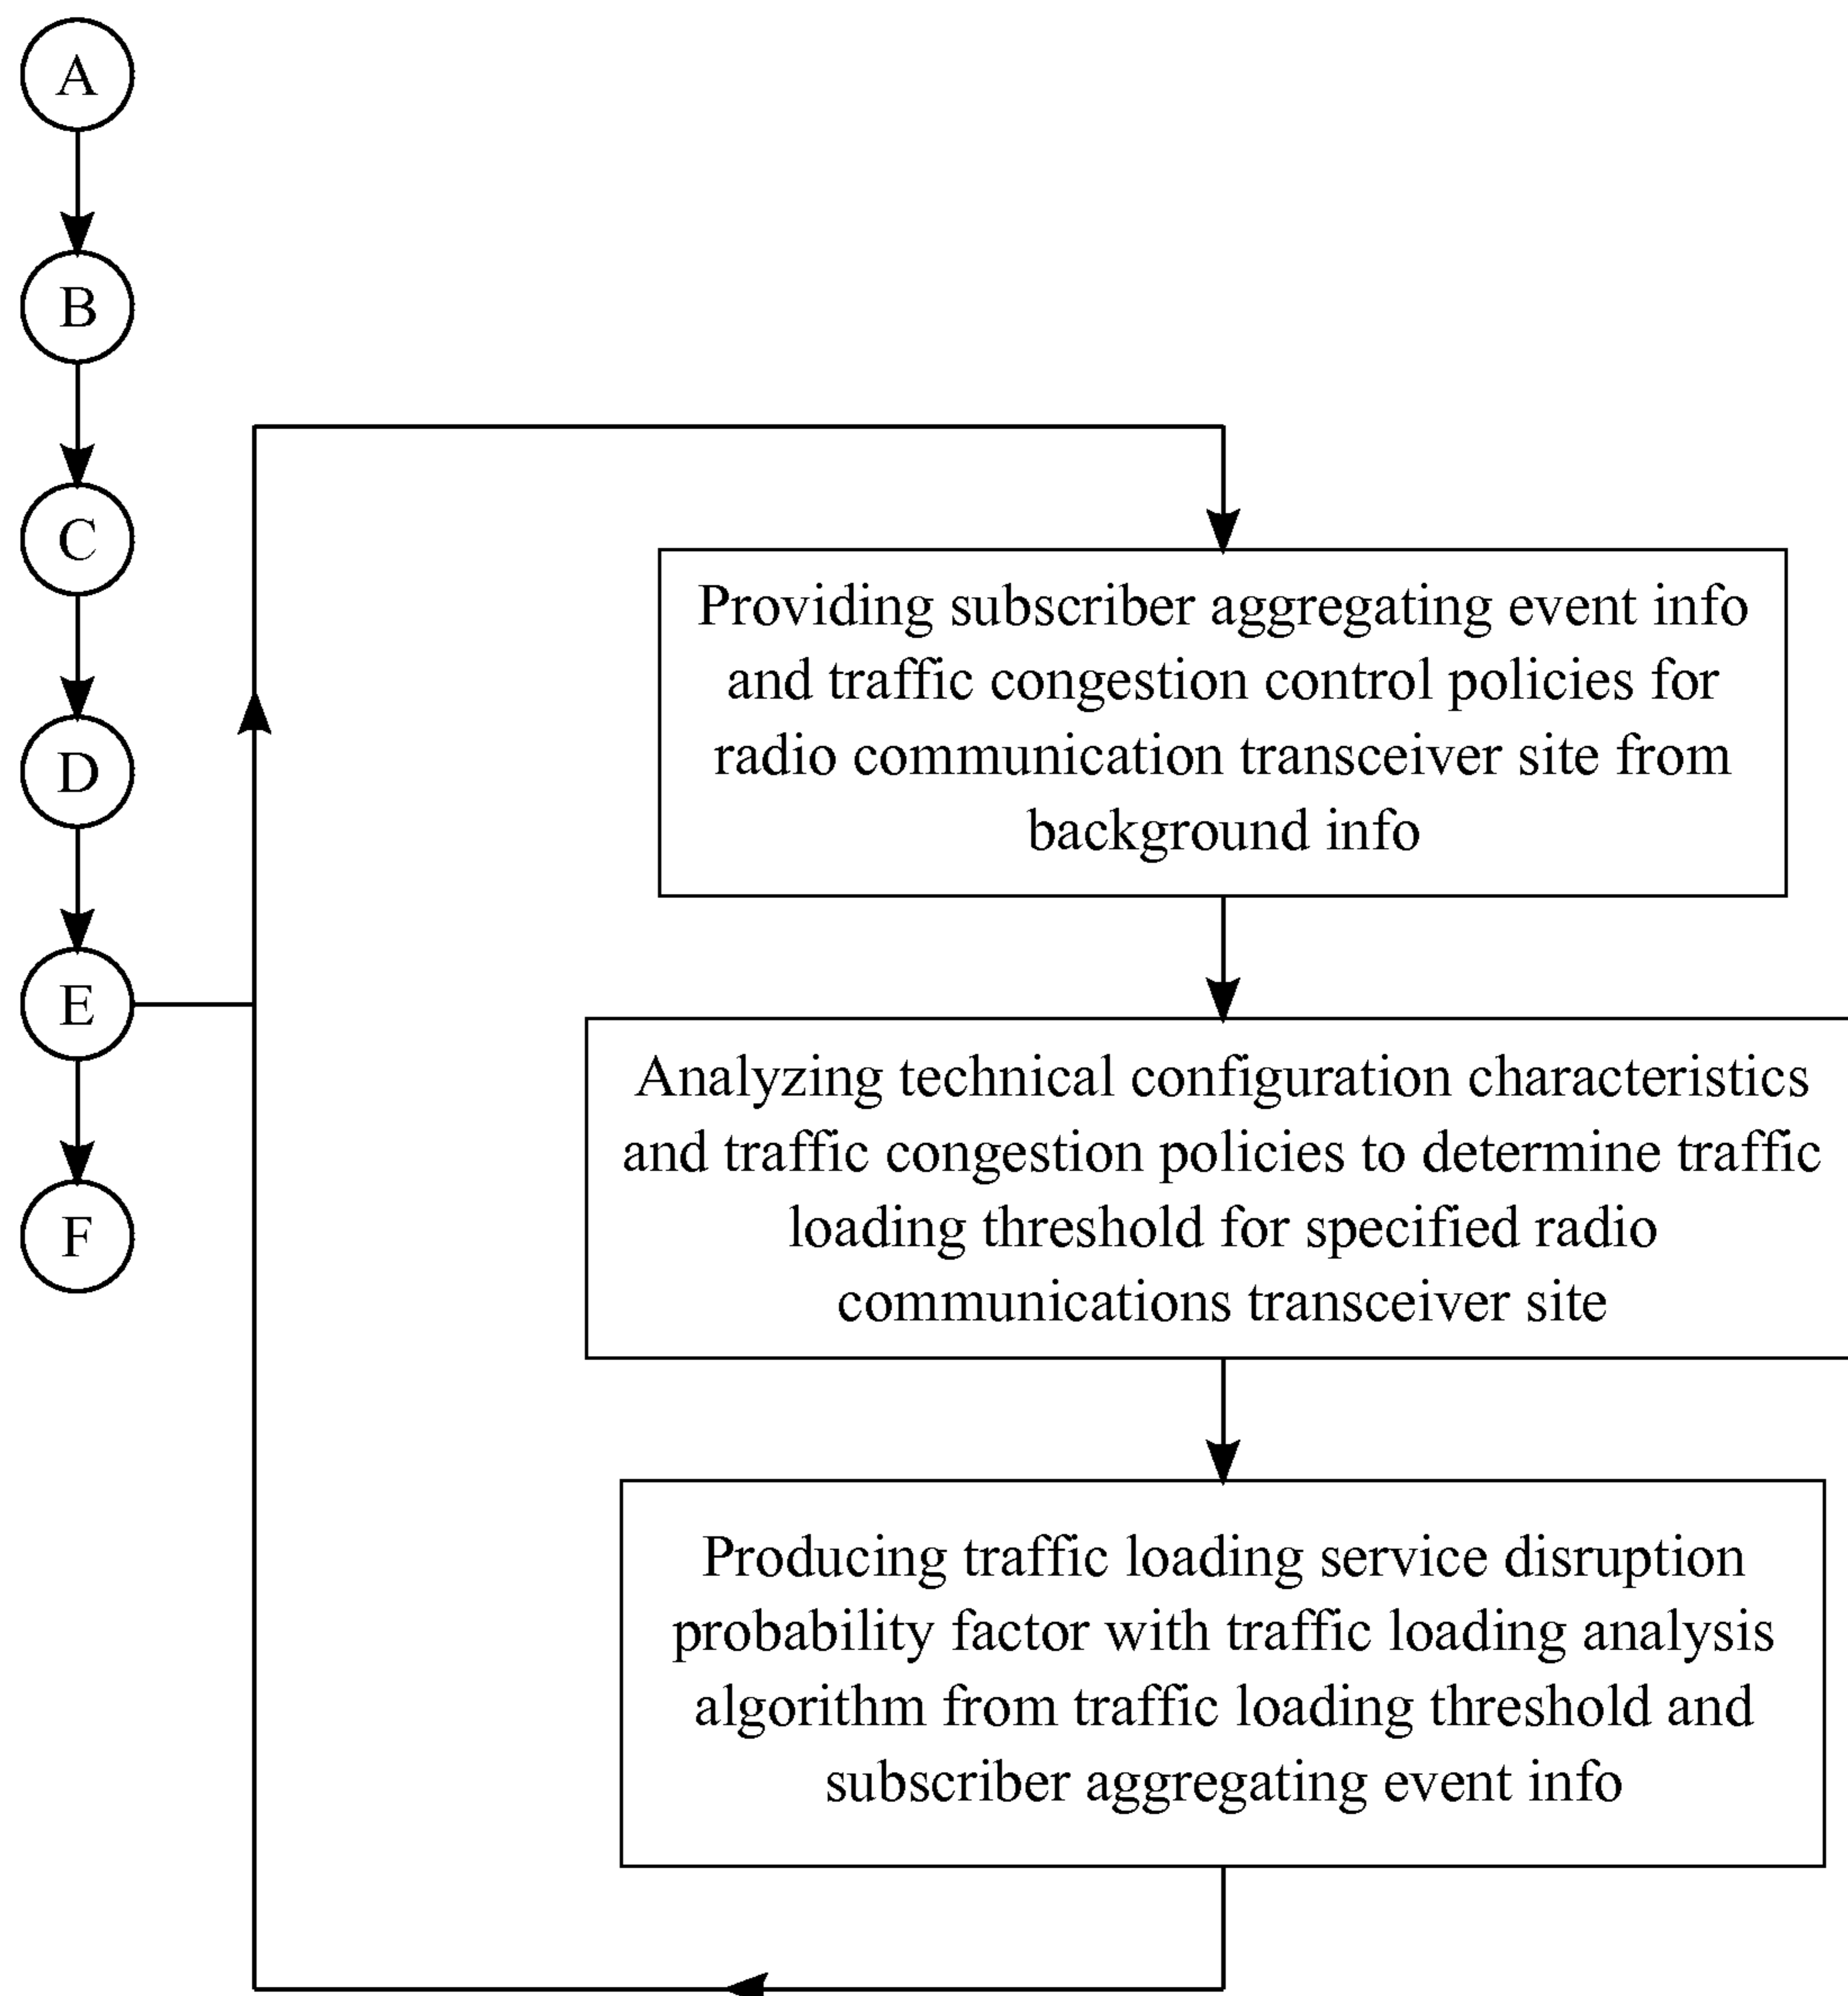 A
B
C
D
E
F
Providing subscriber aggregating event info
and traffic congestion control policies for
radio communication transceiver site from
background info
Analyzing technical configuration characteristics
and traffic congestion policies to determine traffic
loading threshold for specified radio
communications transceiver site
Producing traffic loading service disruption
probability factor with traffic loading analysis
algorithm from traffic loading threshold and
subscriber aggregating event info